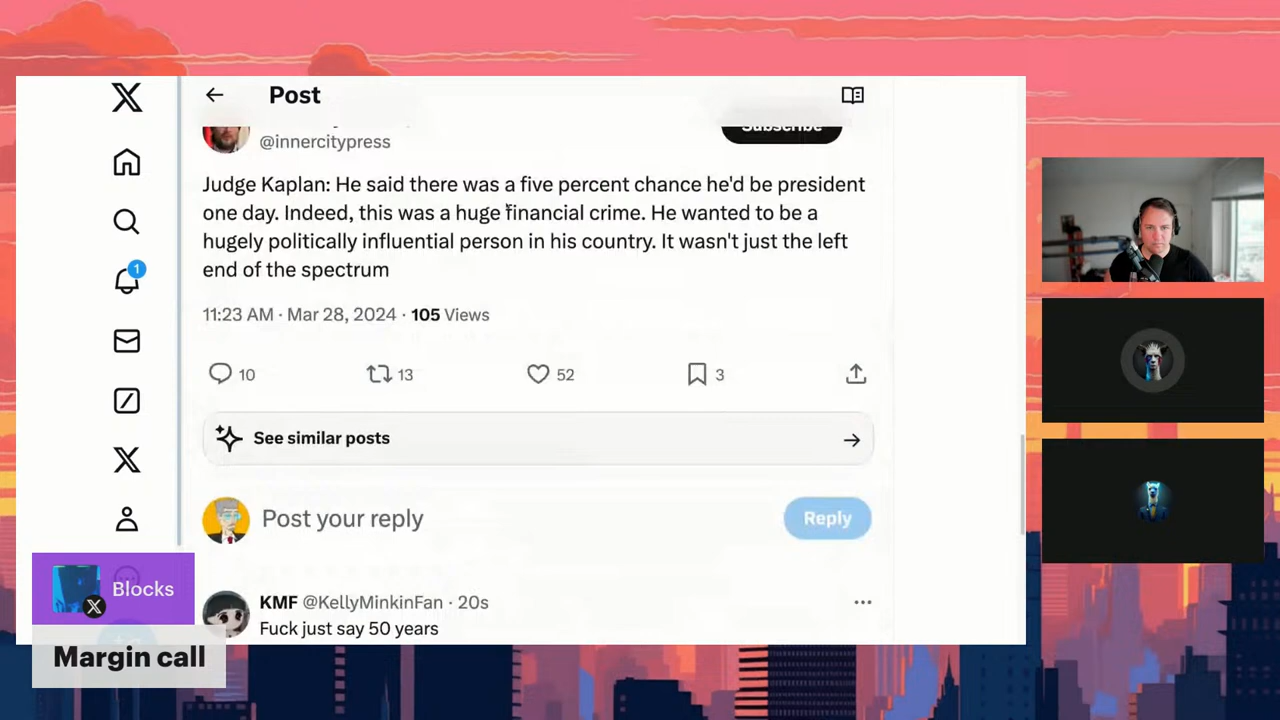 Post
@innercitypress
Subscribe
Judge Kaplan: He said there was a five percent chance he'd be president
one day. Indeed, this was a huge financial crime. He wanted to be a
hugely politically influential person in his country. It wasn't just the left
end of the spectrum
11:23 AM · Mar 28, 2024 · 105 Views
10 13 52 3
See similar posts
Post your reply
Reply
KMF @KellyMinkinFan · 20s
Fuck just say 50 years
1
Blocks
Margin call